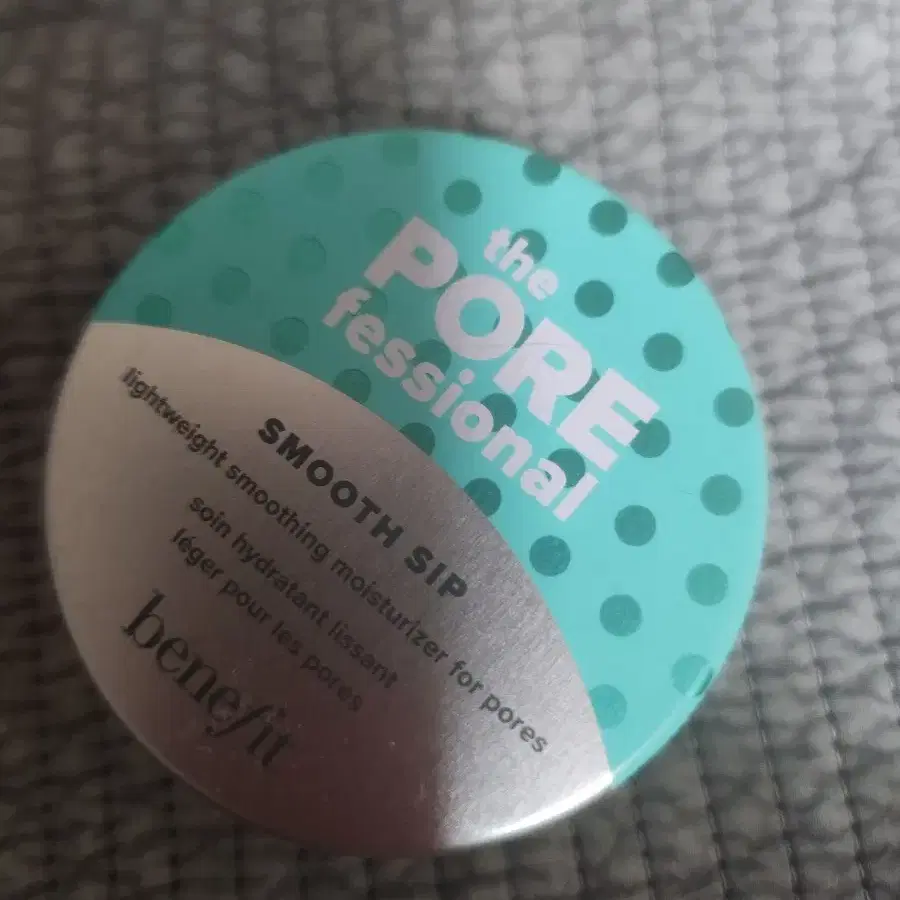 the
PORE
fessional
SMOOTH SIP
lightweight smoothing moisturizer for pores
soin hydratant lissant
léger pour les pores
benefit